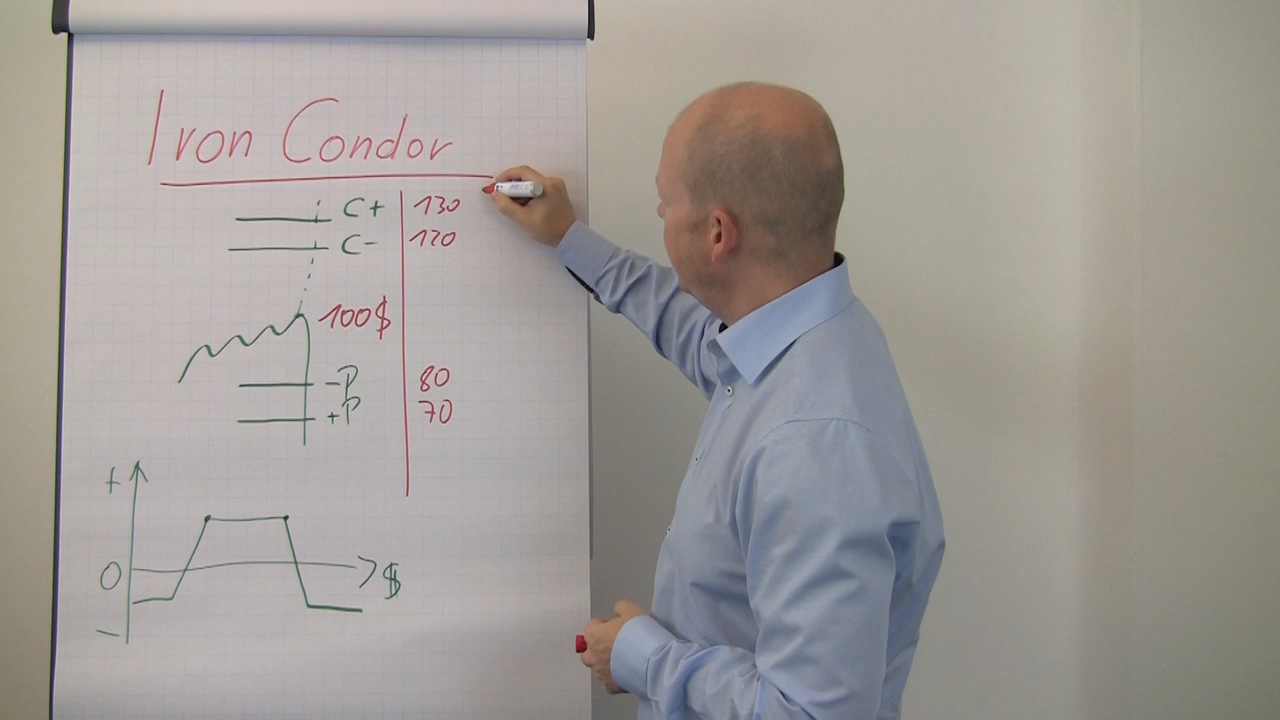 Iron Condor
C+ 130
C- 120
100$
-P 80
+P 70
+
0 $
-